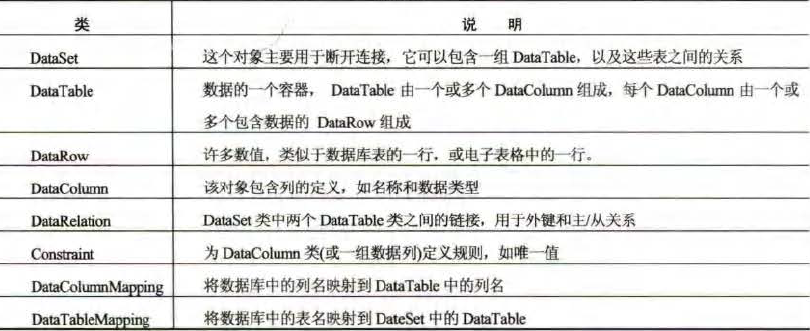 类 说 明
DataSet 这个对象主要用于断开连接，它可以包含一组 DataTable，以及这些表之间的关系
DataTable 数据的一个容器， DataTable 由一个或多个 DataColumn 组成，每个 DataColumn 由一个或
多个包含数据的 DataRow 组成
DataRow 许多数值，类似于数据库表的一行，或电子表格中的一行。
DataColumn 该对象包含列的定义，如名称和数据类型
DataRelation DataSet 类中两个 DataTable 类之间的链接，用于外键和主/从关系
Constraint 为 DataColumn 类(或一组数据列)定义规则，如唯一值
DataColumnMapping 将数据库中的列名映射到 DataTable 中的列名
DataTableMapping 将数据库中的表名映射到 DateSet 中的 DataTable